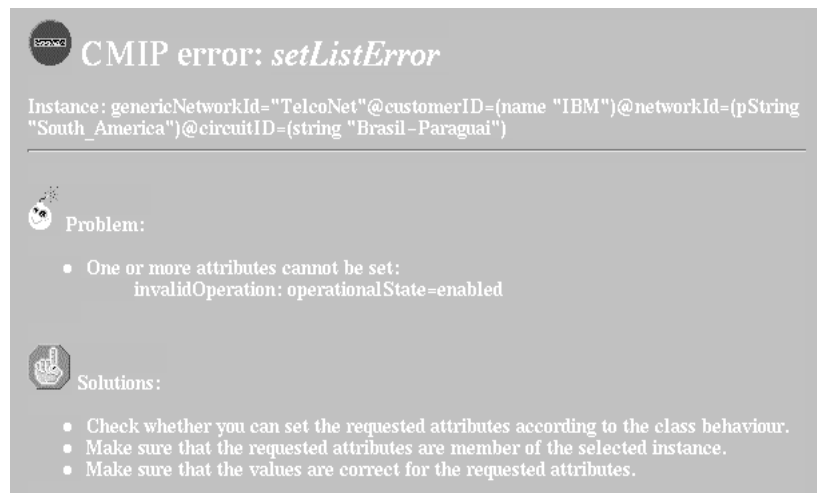 CMIP error: setListError
Instance: genericNetworkId="TelcoNet"@customerID=(name "IBM")@networkId=(pString
"South_America")@circuitID=(string "Brasil-Paraguai")
Problem:
• One or more attributes cannot be set:
invalidOperation: operationalState=enabled
Solutions:
• Check whether you can set the requested attributes according to the class behaviour.
• Make sure that the requested attributes are member of the selected instance.
• Make sure that the values are correct for the requested attributes.